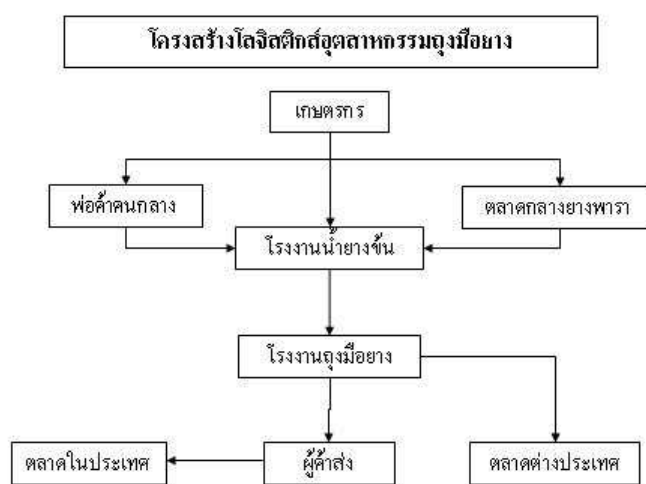 โครงสร้างโลจิสติกส์อุตสาหกรรมถุงมือยาง
เกษตรกร
พ่อค้าคนกลาง
ตลาดกลางยางพารา
โรงงานน้ำยางข้น
โรงงานถุงมือยาง
ตลาดในประเทศ
ผู้ค้าส่ง
ตลาดต่างประเทศ